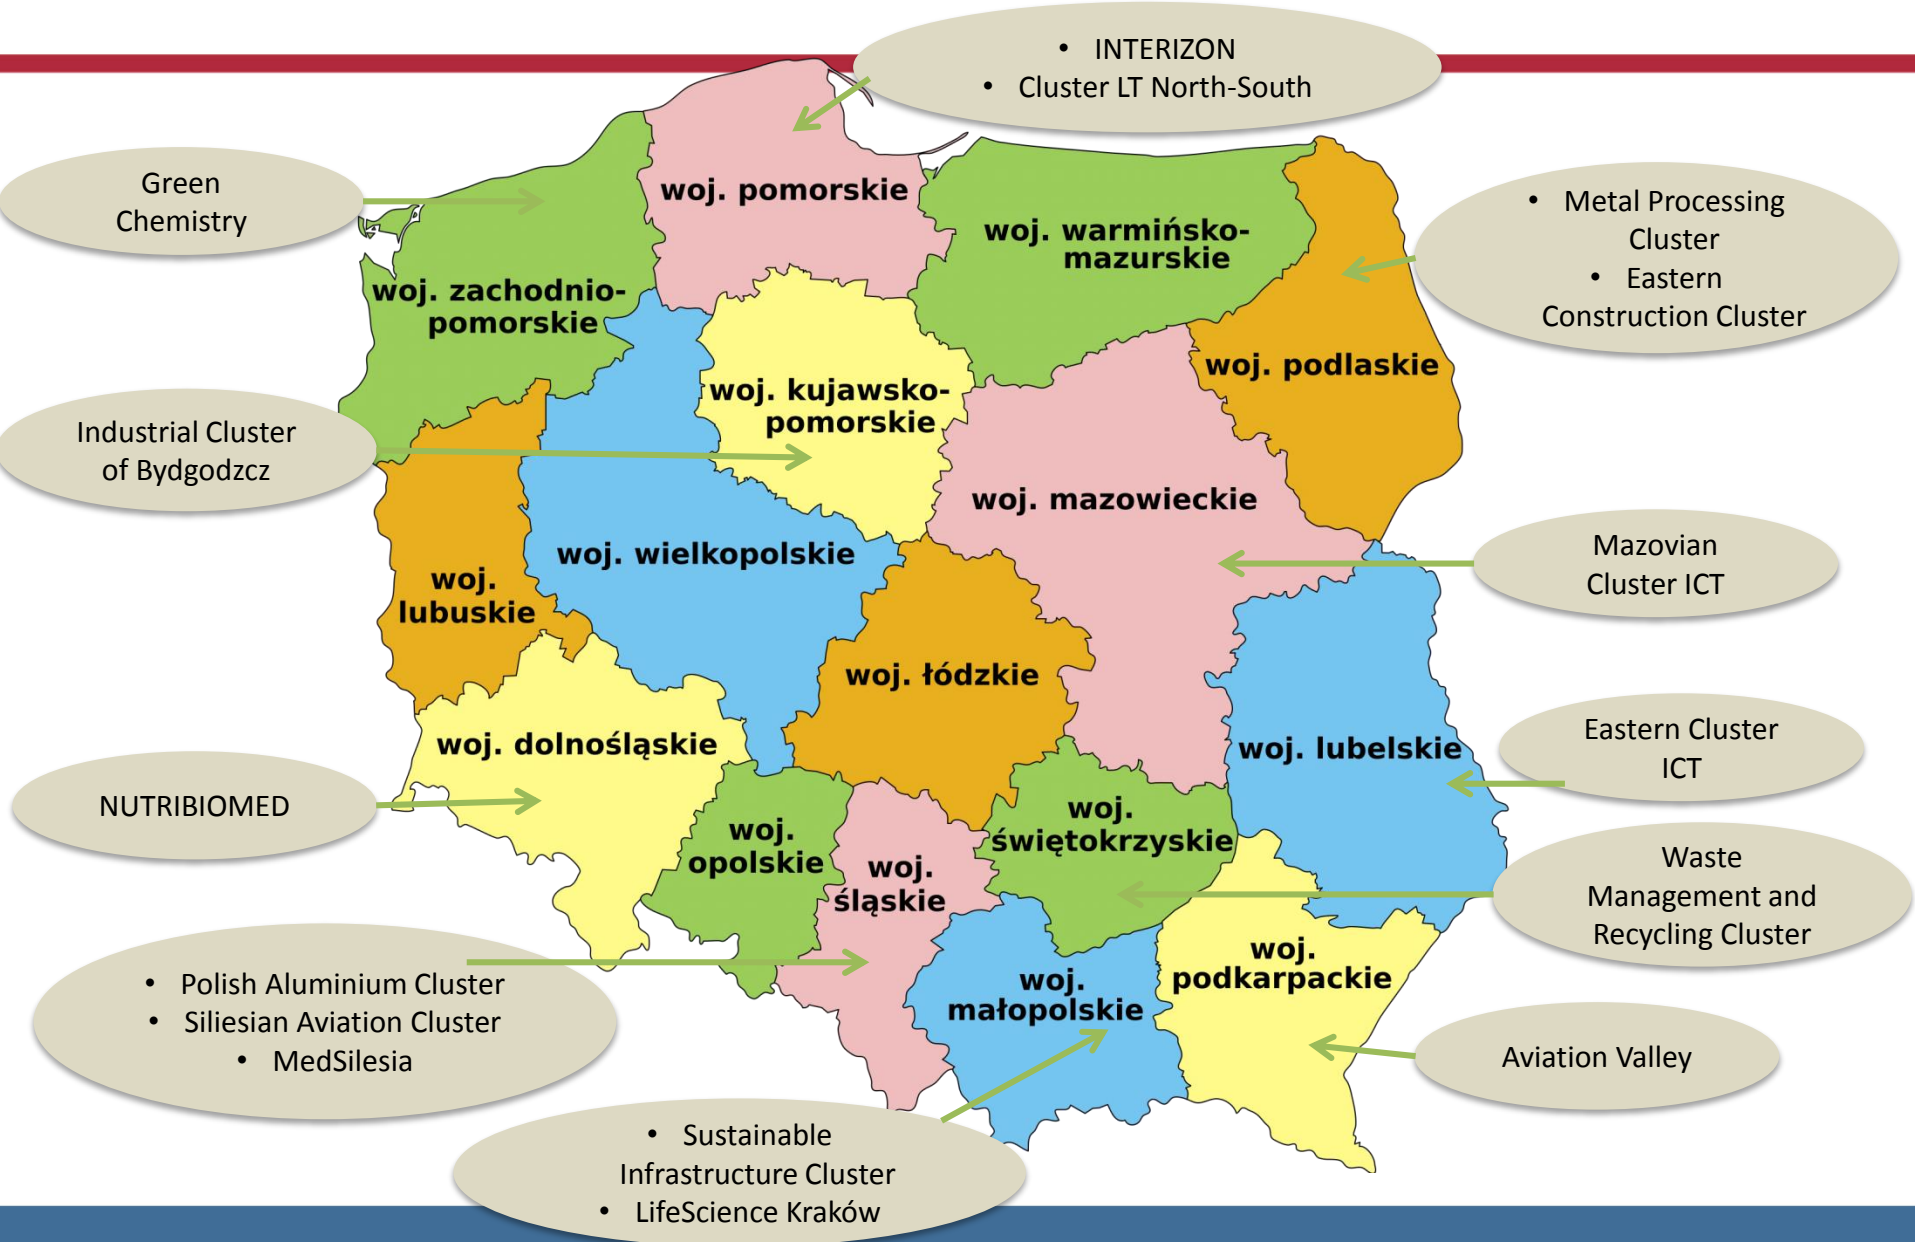 • INTERIZON
• Cluster LT North-South
Green
Chemistry
woj. pomorskie
• Metal Processing
Cluster
• Eastern
Construction Cluster
woj. warmińsko-
mazurskie
woj. zachodnio-
pomorskie
woj. podlaskie
woj. kujawsko-
pomorskie
Industrial Cluster
of Bydgodzcz
woj. mazowieckie
woj. wielkopolskie
Mazovian
Cluster ICT
woj.
lubuskie
woj. łódzkie
woj. dolnośląskie
woj. lubelskie
Eastern Cluster
ICT
NUTRIBIOMED
woj.
opolskie
woj.
świętokrzyskie
woj.
śląskie
Waste
Management and
Recycling Cluster
woj.
podkarpackie
woj.
małopolskie
• Polish Aluminium Cluster
• Siliesian Aviation Cluster
• MedSilesia
Aviation Valley
• Sustainable
Infrastructure Cluster
• LifeScience Kraków